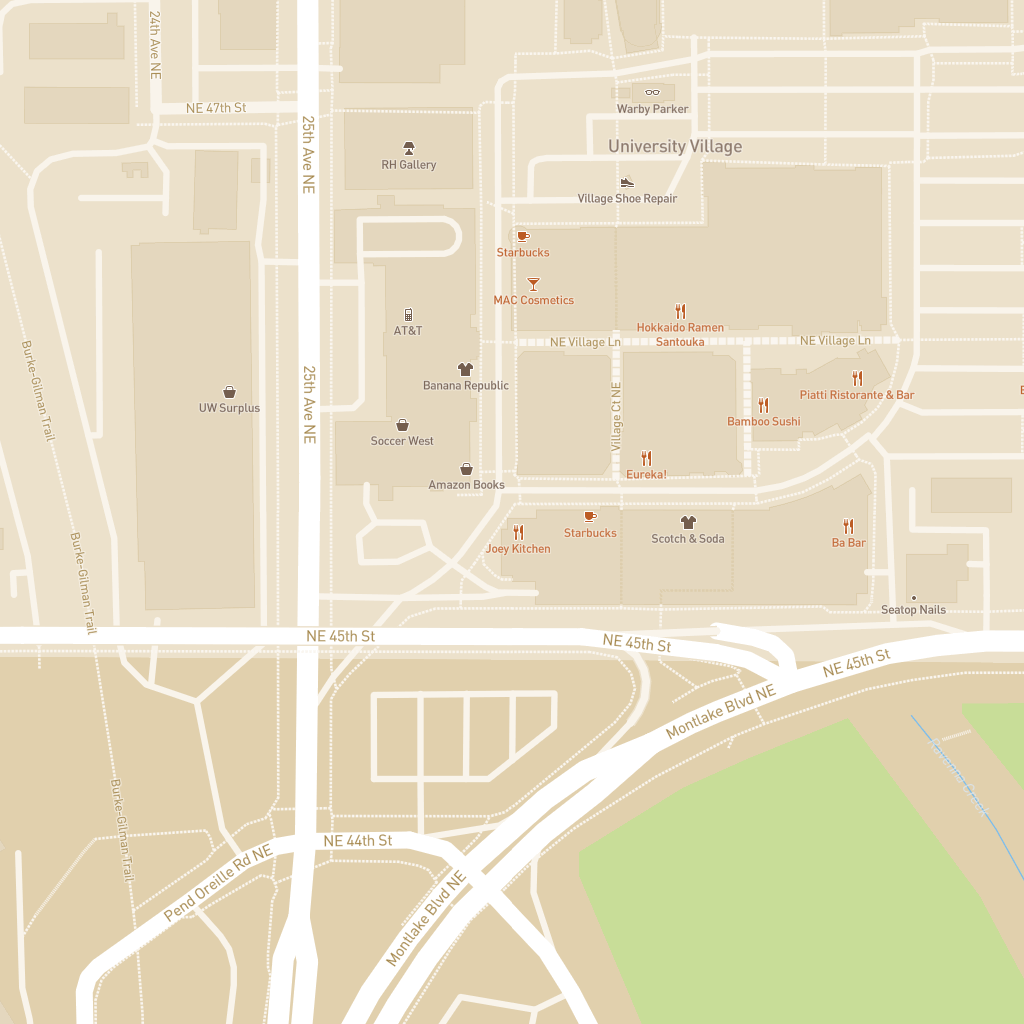 24th Ave NE
NE 47th St
25th Ave NE
Warby Parker
University Village
RH Gallery
Village Shoe Repair
Starbucks
MAC Cosmetics
AT&T
Hokkaido Ramen
Santouka
NE Village Ln
NE Village Ln
Burke-Gilman Trail
25th Ave NE
Banana Republic
UW Surplus
Village Ct NE
Piatti Ristorante & Bar
Bamboo Sushi
Soccer West
Eureka!
Amazon Books
Starbucks
Scotch & Soda
Ba Bar
Joey Kitchen
Burke-Gilman Trail
Seatop Nails
NE 45th St
NE 45th St
NE 45th St
Montlake Blvd NE
Burke-Gilman Trail
NE 44th St
Pend Oreille Rd NE
Montlake Blvd NE